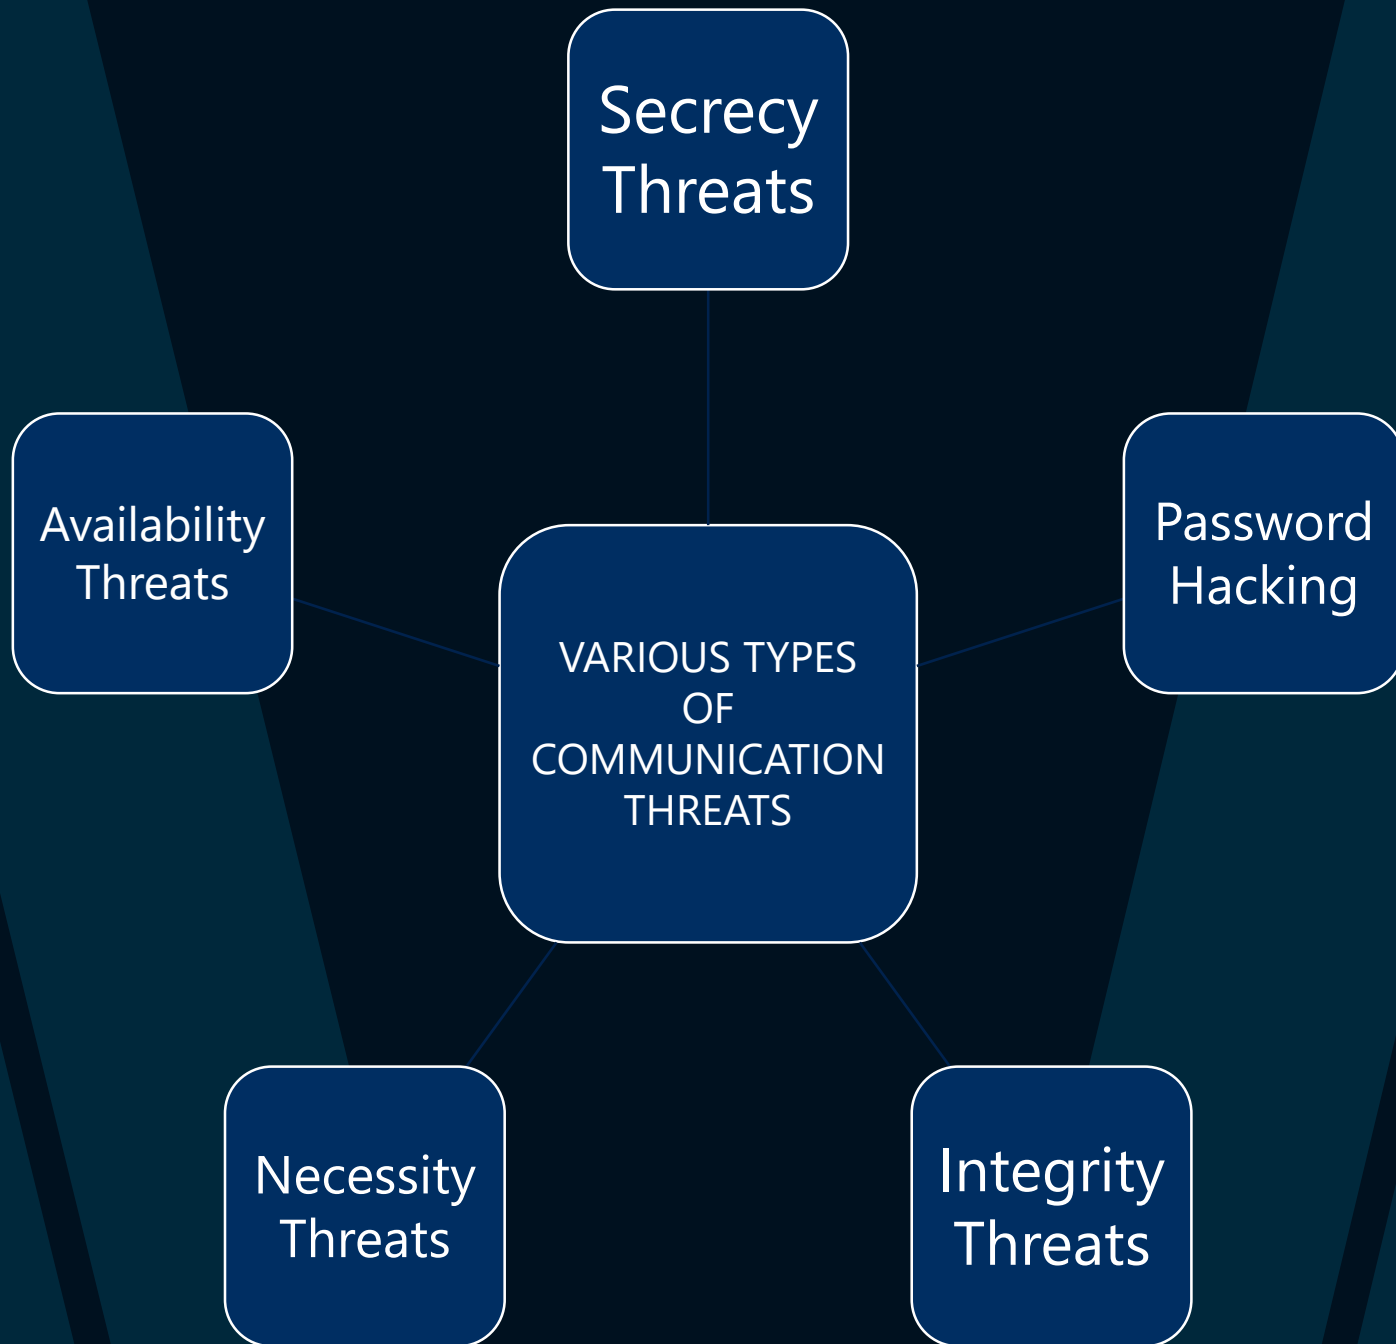 Secrecy
Threats
Availability
Threats
Password
Hacking
VARIOUS TYPES
OF
COMMUNICATION
THREATS
Necessity
Threats
Integrity
Threats